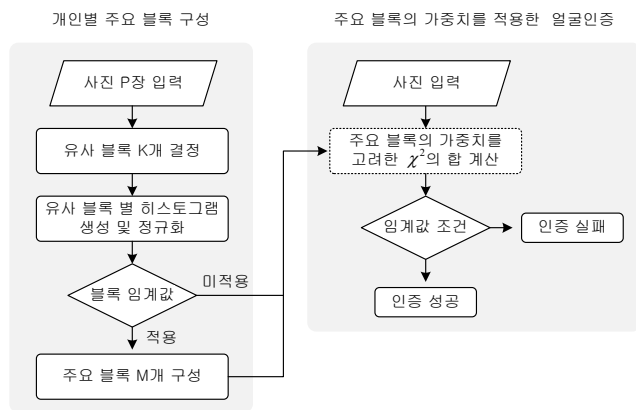 개인별 주요 블록 구성
사진 P장 입력
유사 블록 K개 결정
유사 블록 별 히스토그램
생성 및 정규화
블록 임계값
미적용
적용
주요 블록 M개 구성
주요 블록의 가중치를 적용한 얼굴인증
사진 입력
주요 블록의 가중치를
고려한 χ²의 합 계산
임계값 조건
인증 실패
인증 성공